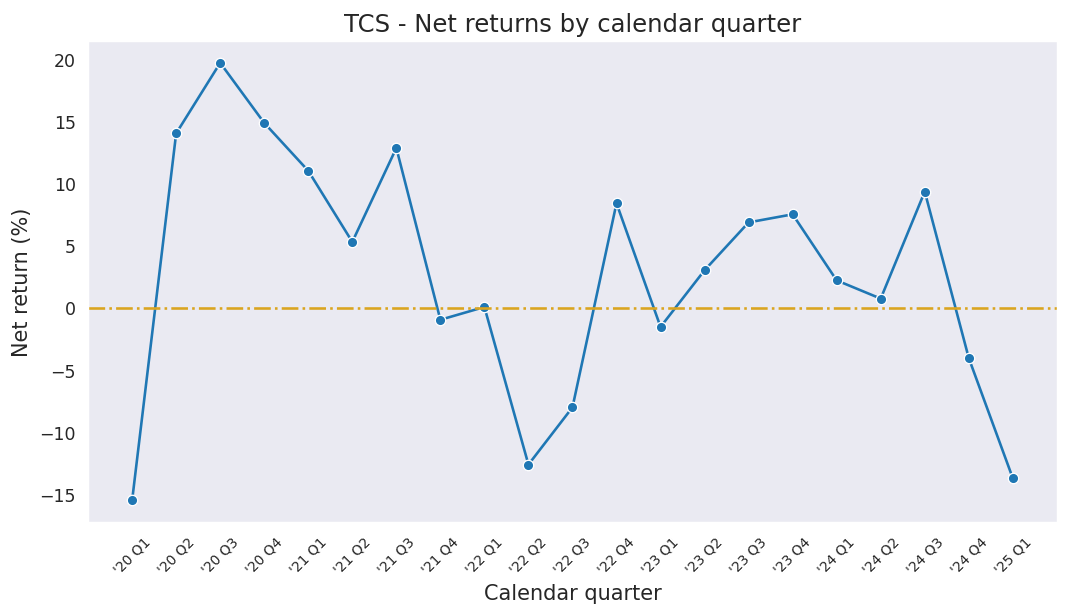 TCS - Net returns by calendar quarter
Net return (%)
20
15
10
5
0
−5
−10
−15
'20 Q1
'20 Q2
'20 Q3
'20 Q4
'21 Q1
'21 Q2
'21 Q3
'21 Q4
'22 Q1
'22 Q2
'22 Q3
'22 Q4
'23 Q1
'23 Q2
'23 Q3
'23 Q4
'24 Q1
'24 Q2
'24 Q3
'24 Q4
'25 Q1
Calendar quarter